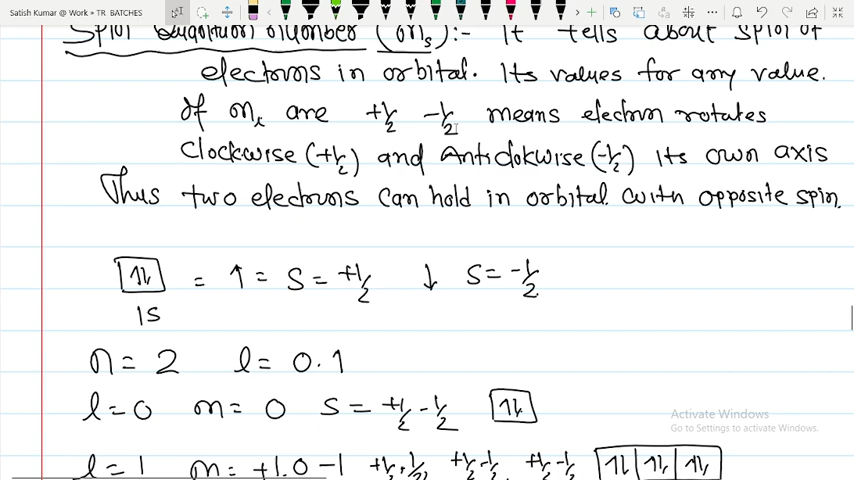 Satish Kumar @ Work » TR BATCHES
Spin Quantum Number (ms):- It tells about spin of
electrons in orbital. Its values for any value.
of mₗ are +1/2 -1/2 means electron rotates
Clockwise (+1/2) and Anticlokwise (-1/2) Its own axis
Thus two electrons can hold in orbital with opposite spin.
⇅ = ↑ = S = +1/2 ↓ S = -1/2
1S
n = 2 l = 0.1
l = 0 m = 0 S = +1/2 -1/2 ⇅
Activate Windows
Go to Settings to activate Windows.
l = 1 m = +1.0 -1 +1/2 -1/2 +1/2 -1/2 +1/2 -1/2 ⇅ ⇅ ⇅